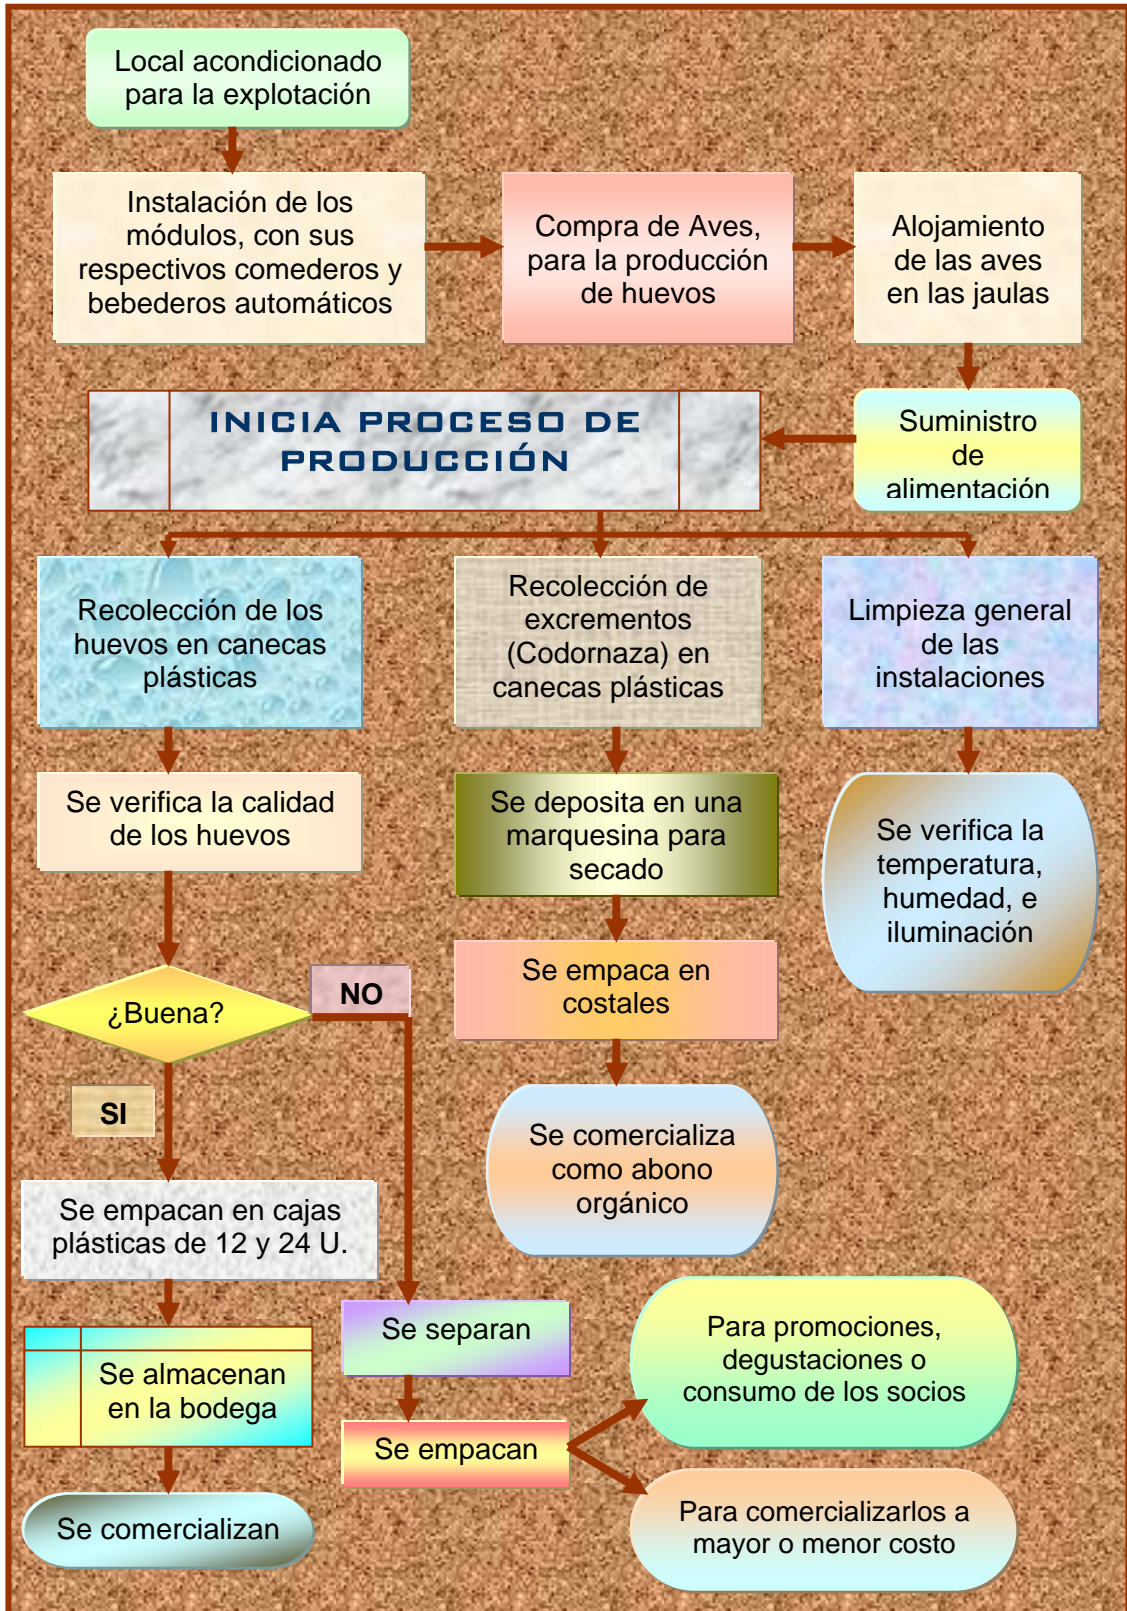 Local acondicionado
para la explotación
Instalación de los
módulos, con sus
respectivos comederos y
bebederos automáticos
Compra de Aves,
para la producción
de huevos
Alojamiento
de las aves
en las jaulas
Suministro
de
alimentación
INICIA PROCESO DE
PRODUCCIÓN
Recolección de los
huevos en canecas
plásticas
Recolección de
excrementos
(Codornaza) en
canecas plásticas
Limpieza general
de las
instalaciones
Se verifica la calidad
de los huevos
Se deposita en una
marquesina para
secado
Se verifica la
temperatura,
humedad, e
iluminación
¿Buena?
NO
SI
Se empaca en
costales
Se comercializa
como abono
orgánico
Se empacan en cajas
plásticas de 12 y 24 U.
Se almacenan
en la bodega
Se comercializan
Se separan
Se empacan
Para promociones,
degustaciones o
consumo de los socios
Para comercializarlos a
mayor o menor costo